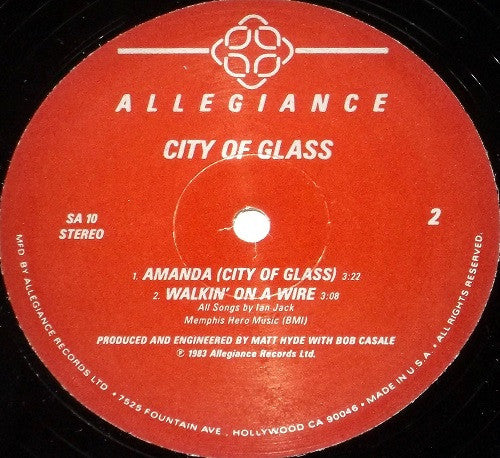 ALLEGIANCE
CITY OF GLASS
SA 10
STEREO
2
1. AMANDA (CITY OF GLASS) 3:22
2. WALKIN' ON A WIRE 3:08
All Songs by Ian Jack
Memphis Hero Music (BMI)
PRODUCED AND ENGINEERED BY MATT HYDE WITH BOB CASALE
℗ 1983 Allegiance Records Ltd.
MFD. BY ALLEGIANCE RECORDS LTD • 7525 FOUNTAIN AVE., HOLLYWOOD CA 90046 • MADE IN U.S.A. • ALL RIGHTS RESERVED.